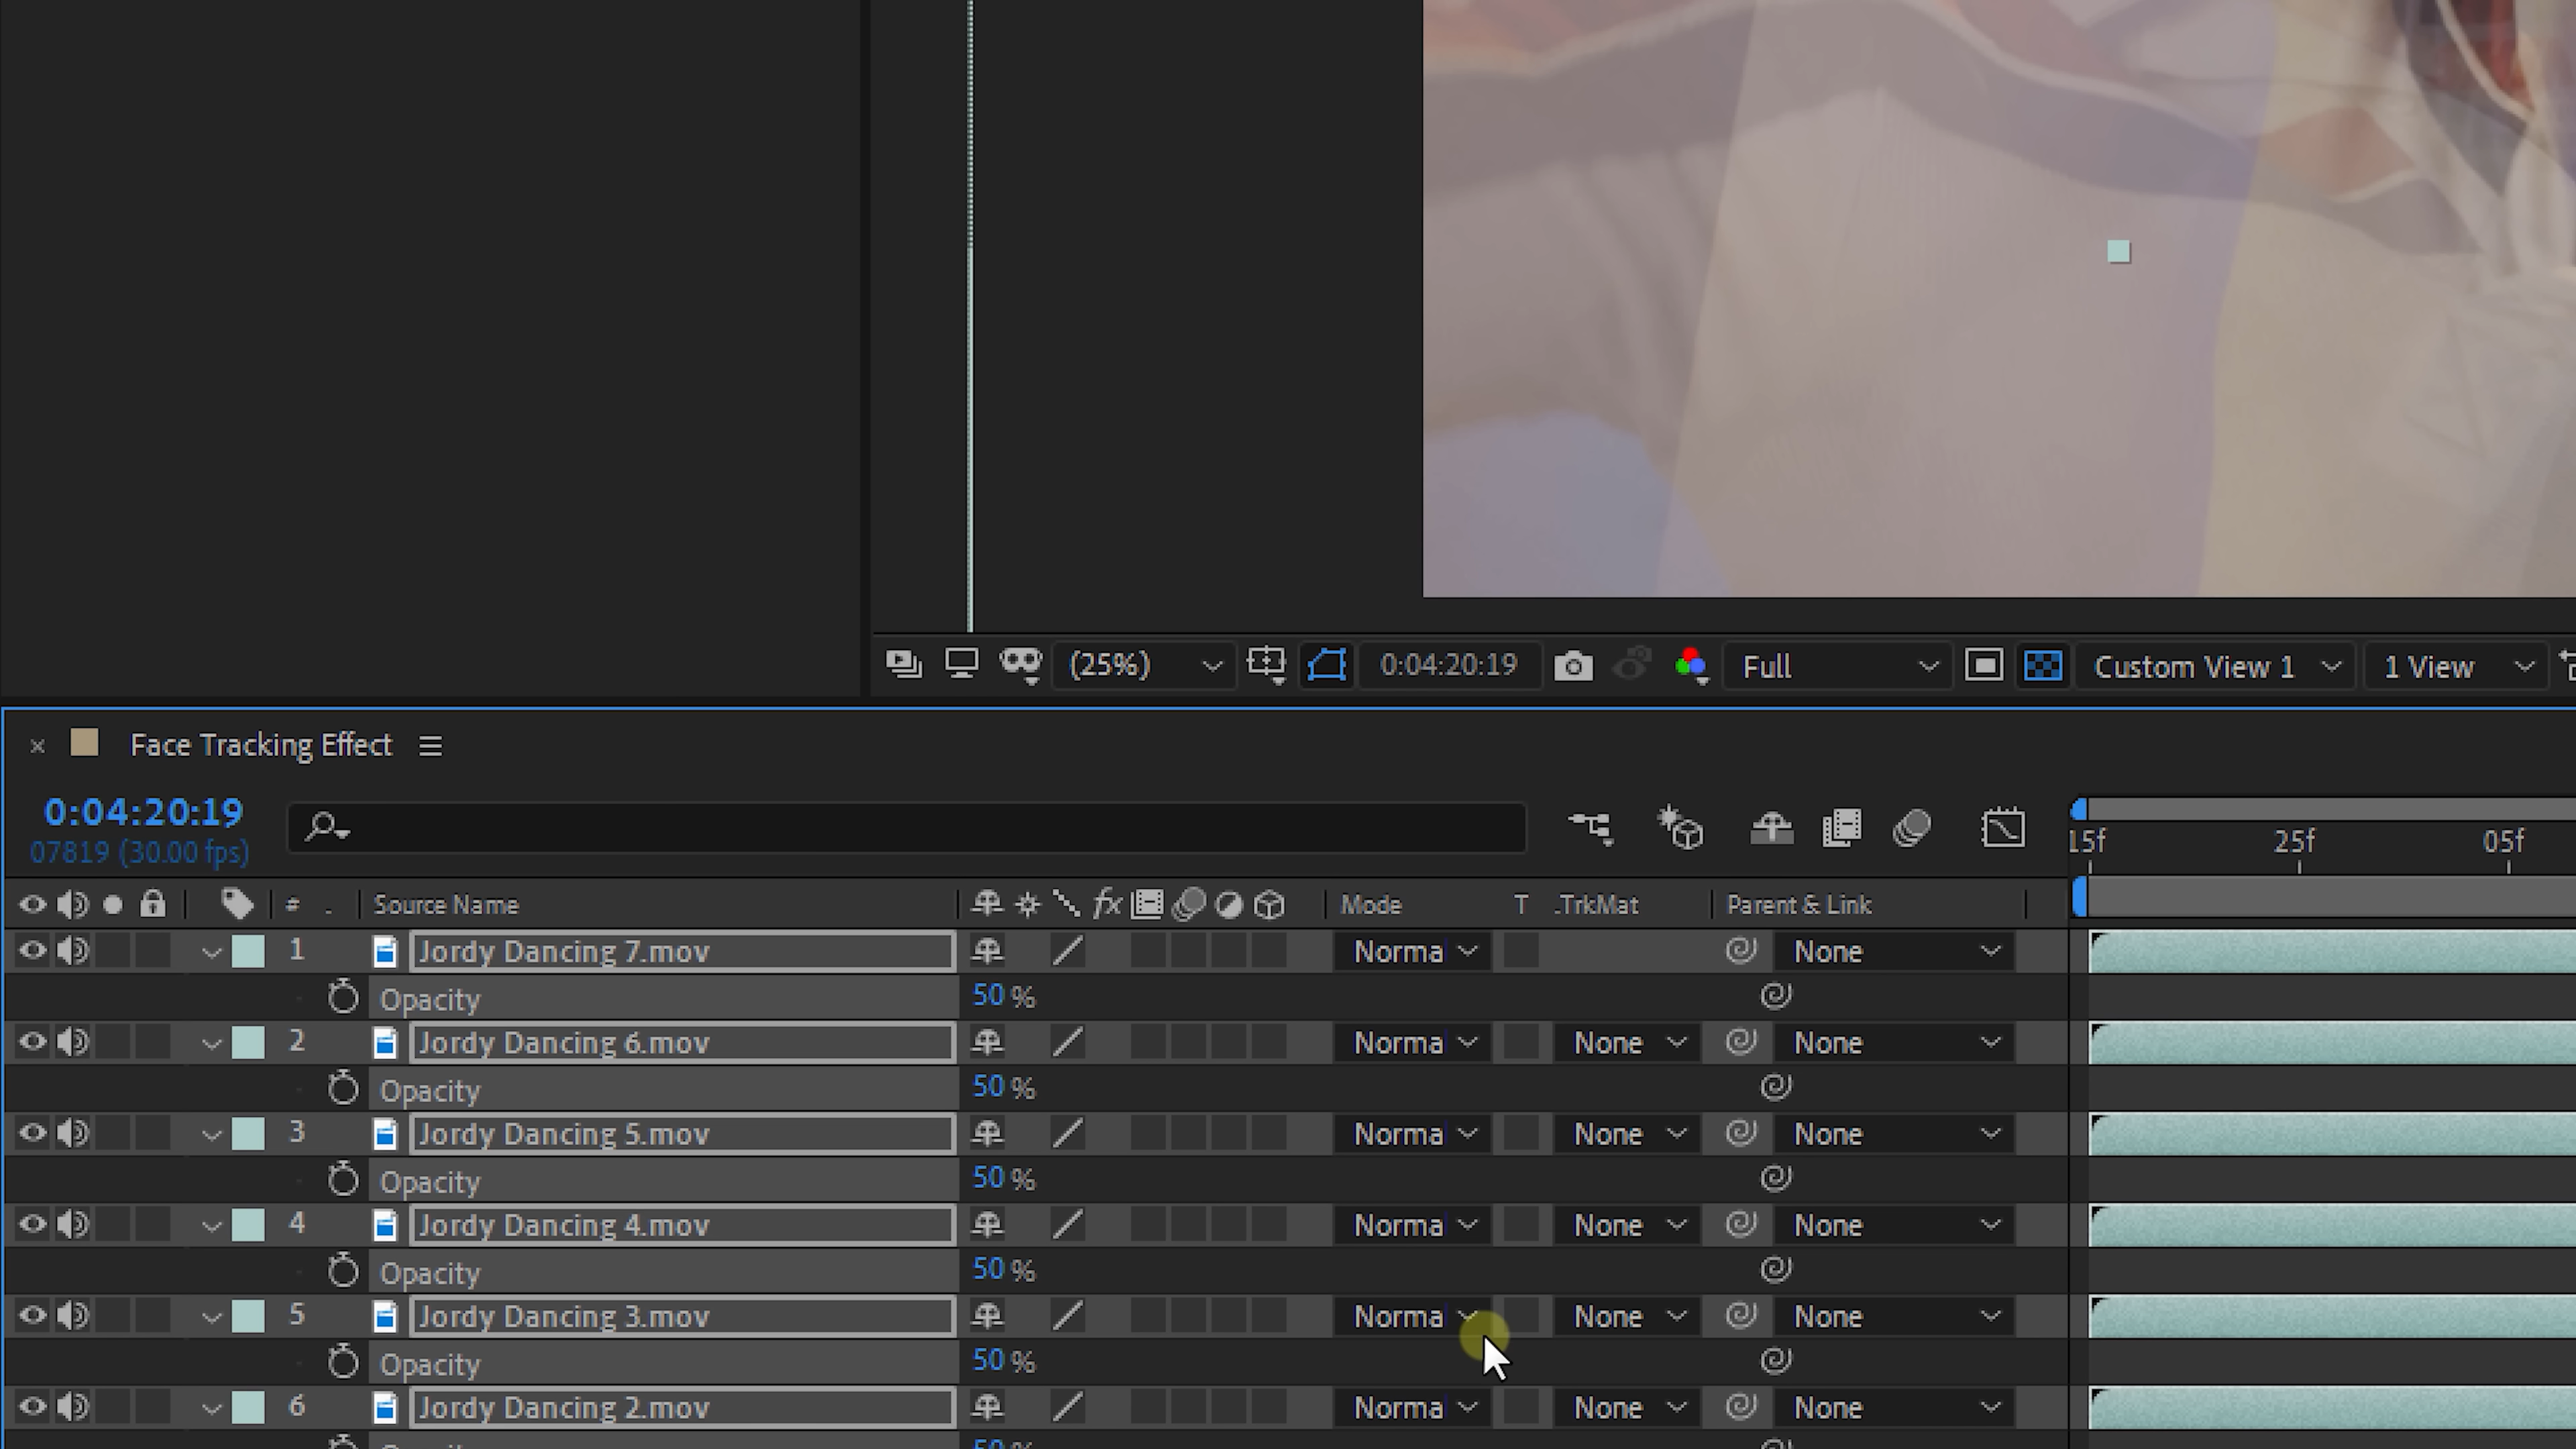 (25%) 0:04:20:19 Full Custom View 1 1 View
× Face Tracking Effect
0:04:20:19
07819 (30.00 fps)
15f 25f 05f
# . Source Name fx Mode T .TrkMat Parent & Link
1 Jordy Dancing 7.mov Norma None
Opacity 50 %
2 Jordy Dancing 6.mov Norma None None
Opacity 50 %
3 Jordy Dancing 5.mov Norma None None
Opacity 50 %
4 Jordy Dancing 4.mov Norma None None
Opacity 50 %
5 Jordy Dancing 3.mov Norma None None
Opacity 50 %
6 Jordy Dancing 2.mov Norma None None